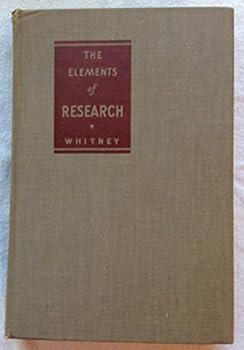 THE
ELEMENTS
of
RESEARCH
WHITNEY